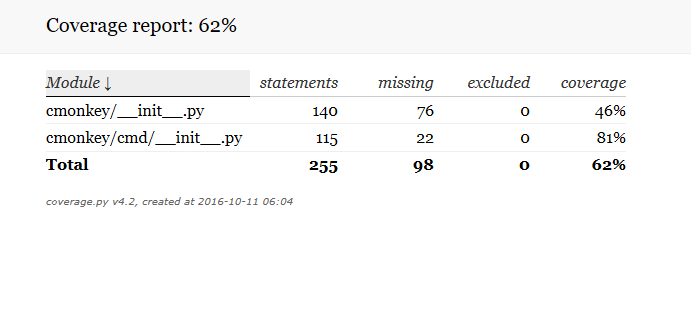 Coverage report: 62%
Module ↓ statements missing excluded coverage
cmonkey/__init__.py 140 76 0 46%
cmonkey/cmd/__init__.py 115 22 0 81%
Total 255 98 0 62%
coverage.py v4.2, created at 2016-10-11 06:04